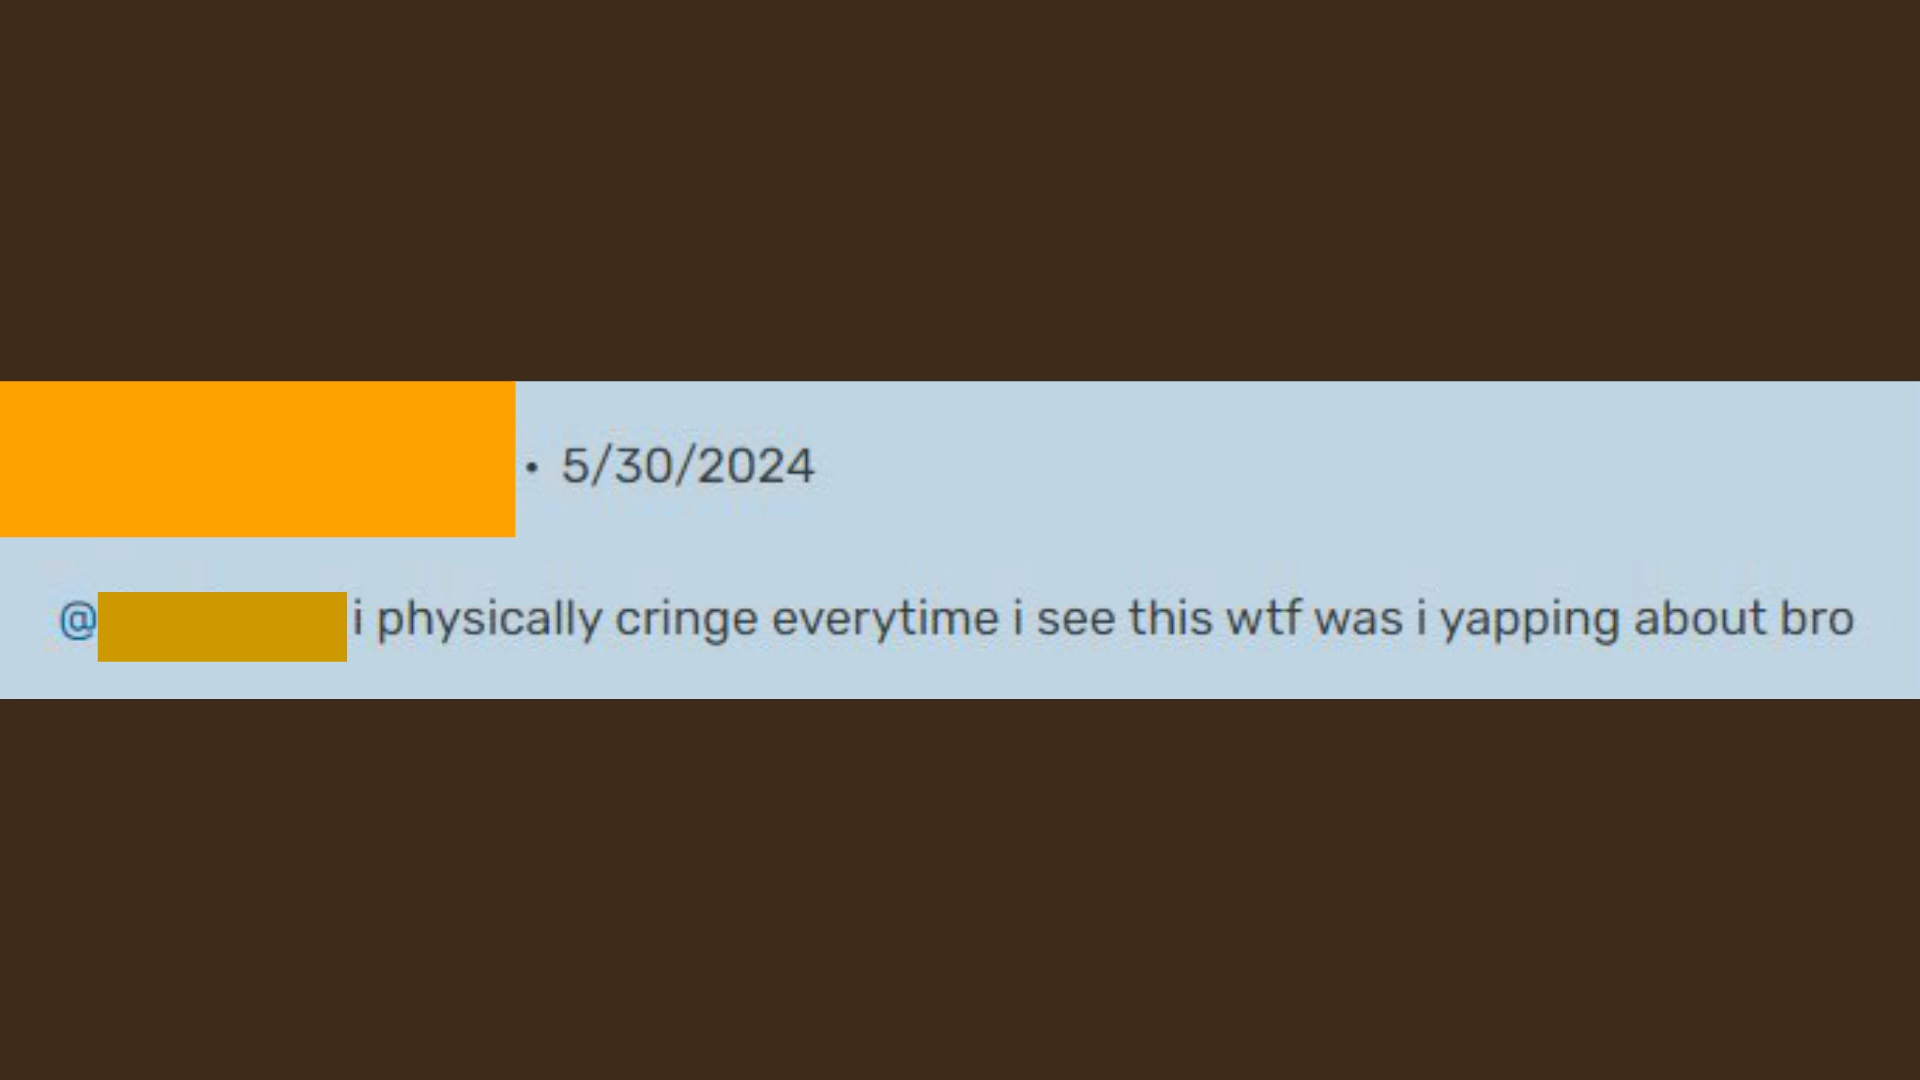 • 5/30/2024
@ i physically cringe everytime i see this wtf was i yapping about bro